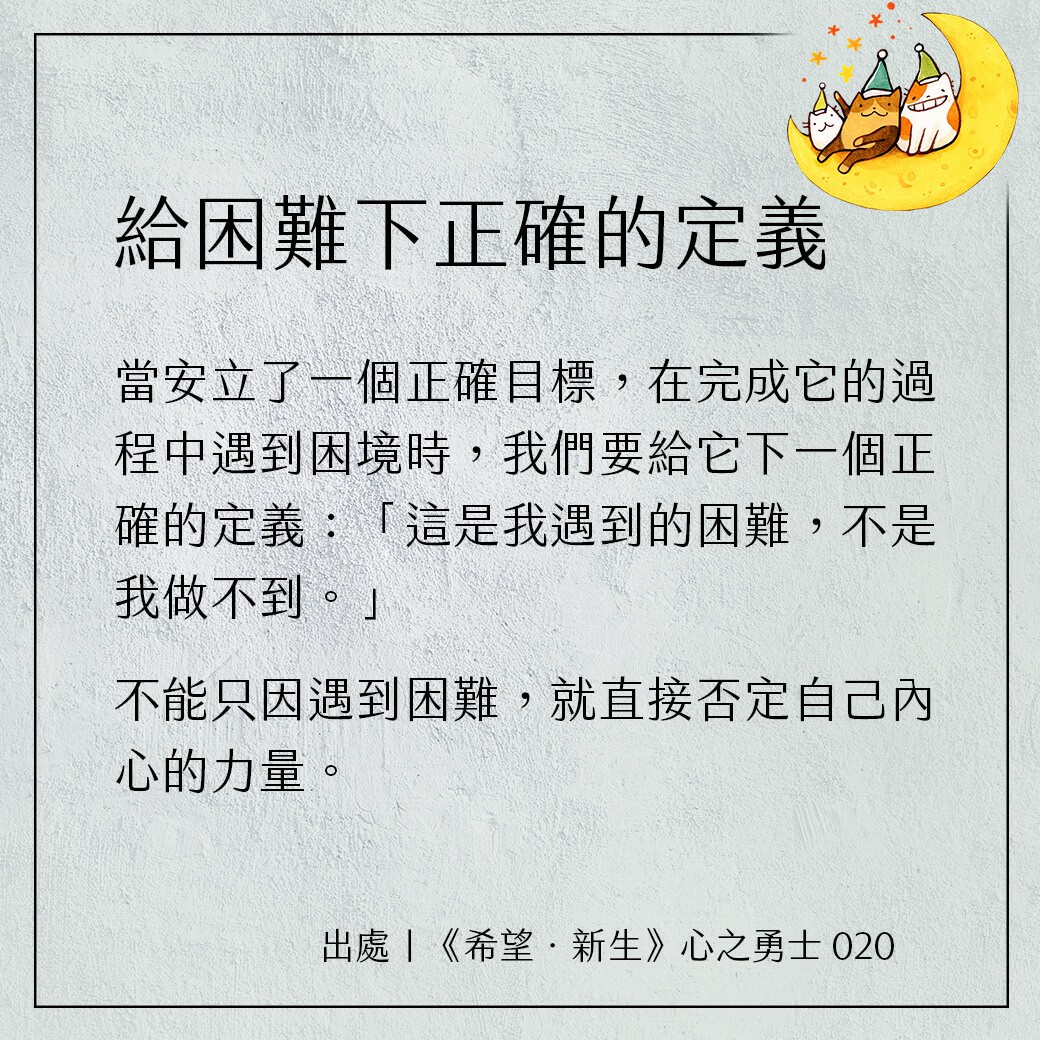 給困難下正確的定義
當安立了一個正確目標，在完成它的過
程中遇到困境時，我們要給它下一個正
確的定義：「這是我遇到的困難，不是
我做不到。」
不能只因遇到困難，就直接否定自己內
心的力量。
出處｜《希望．新生》心之勇士 020